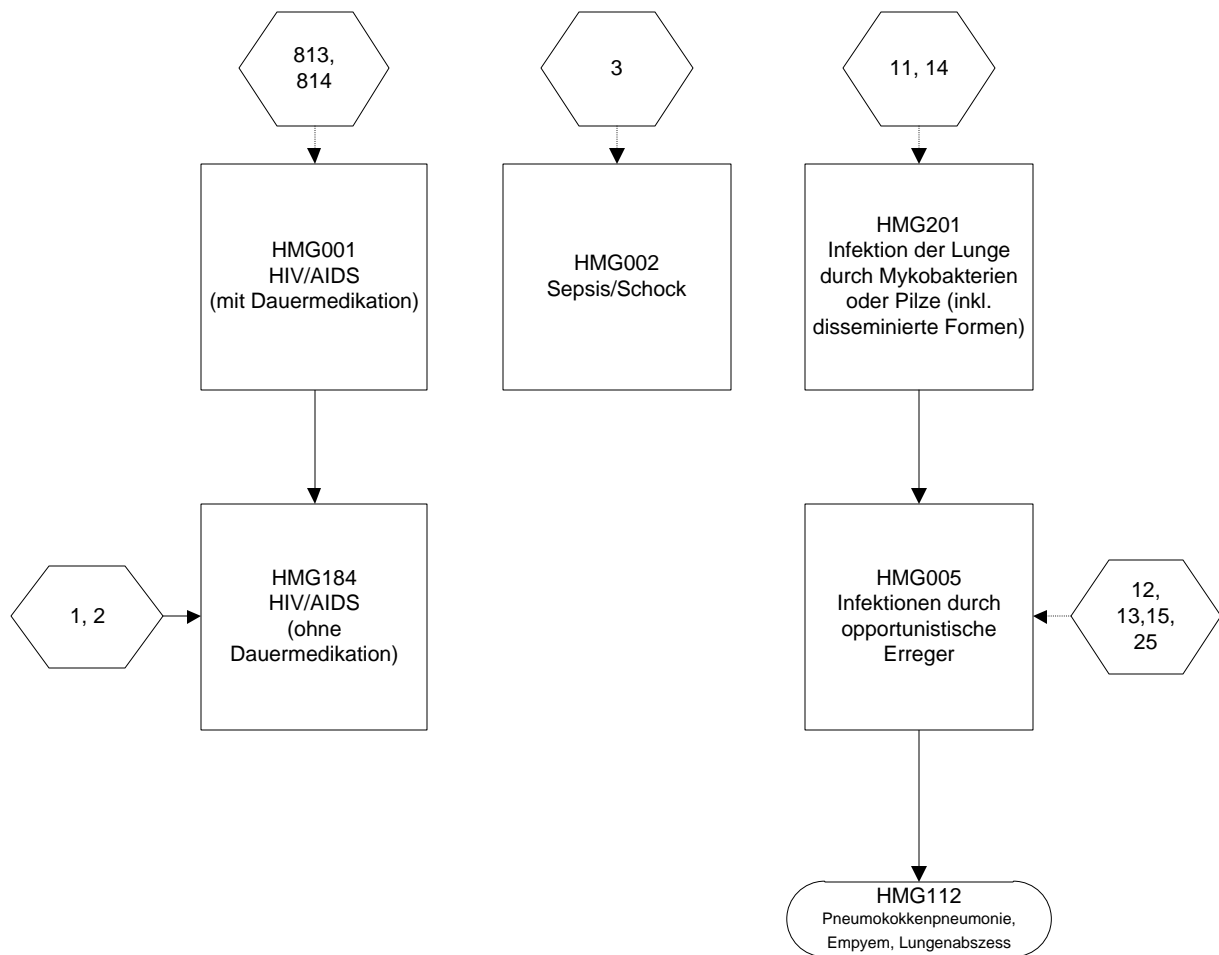 813,
814
3
11, 14
HMG001
HIV/AIDS
(mit Dauermedikation)
HMG002
Sepsis/Schock
HMG201
Infektion der Lunge
durch Mykobakterien
oder Pilze (inkl.
disseminierte Formen)
1, 2
HMG184
HIV/AIDS
(ohne
Dauermedikation)
HMG005
Infektionen durch
opportunistische
Erreger
12,
13,15,
25
HMG112
Pneumokokkenpneumonie,
Empyem, Lungenabszess